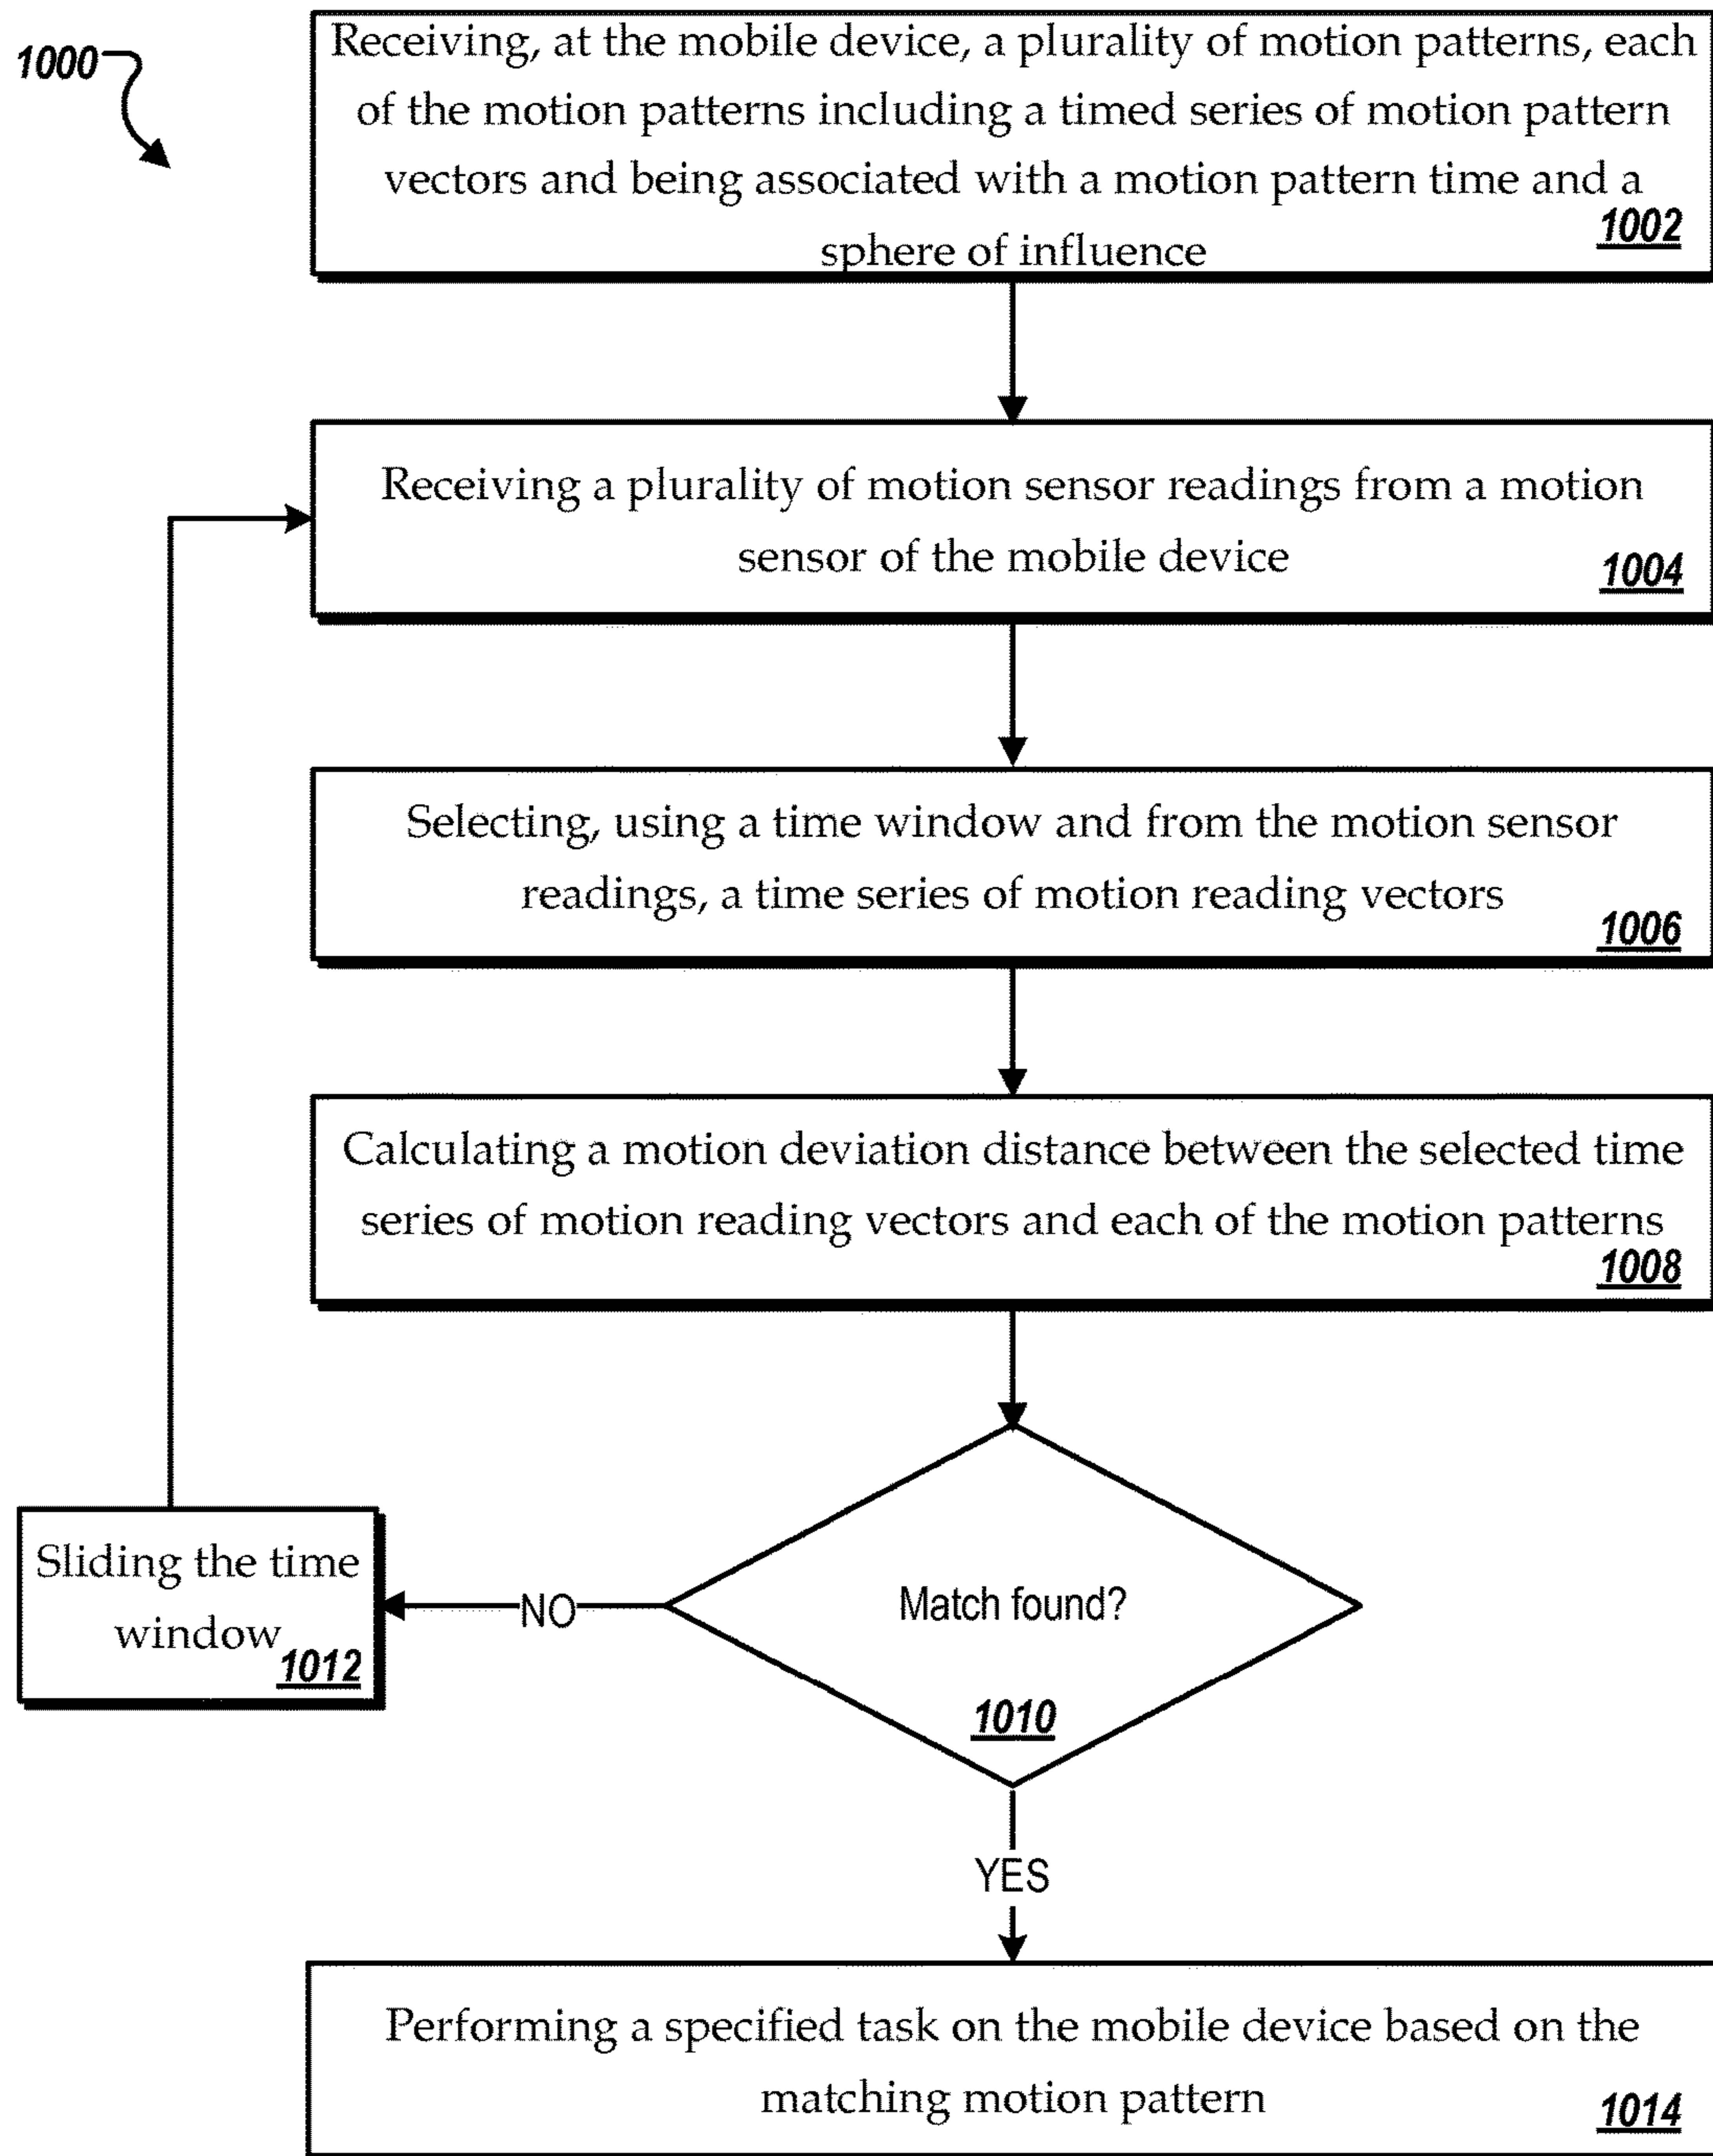 1000
Receiving, at the mobile device, a plurality of motion patterns, each
of the motion patterns including a timed series of motion pattern
vectors and being associated with a motion pattern time and a
sphere of influence
1002
Receiving a plurality of motion sensor readings from a motion
sensor of the mobile device
1004
Selecting, using a time window and from the motion sensor
readings, a time series of motion reading vectors
1006
Calculating a motion deviation distance between the selected time
series of motion reading vectors and each of the motion patterns
1008
Match found?
1010
NO
Sliding the time
window
1012
YES
Performing a specified task on the mobile device based on the
matching motion pattern
1014